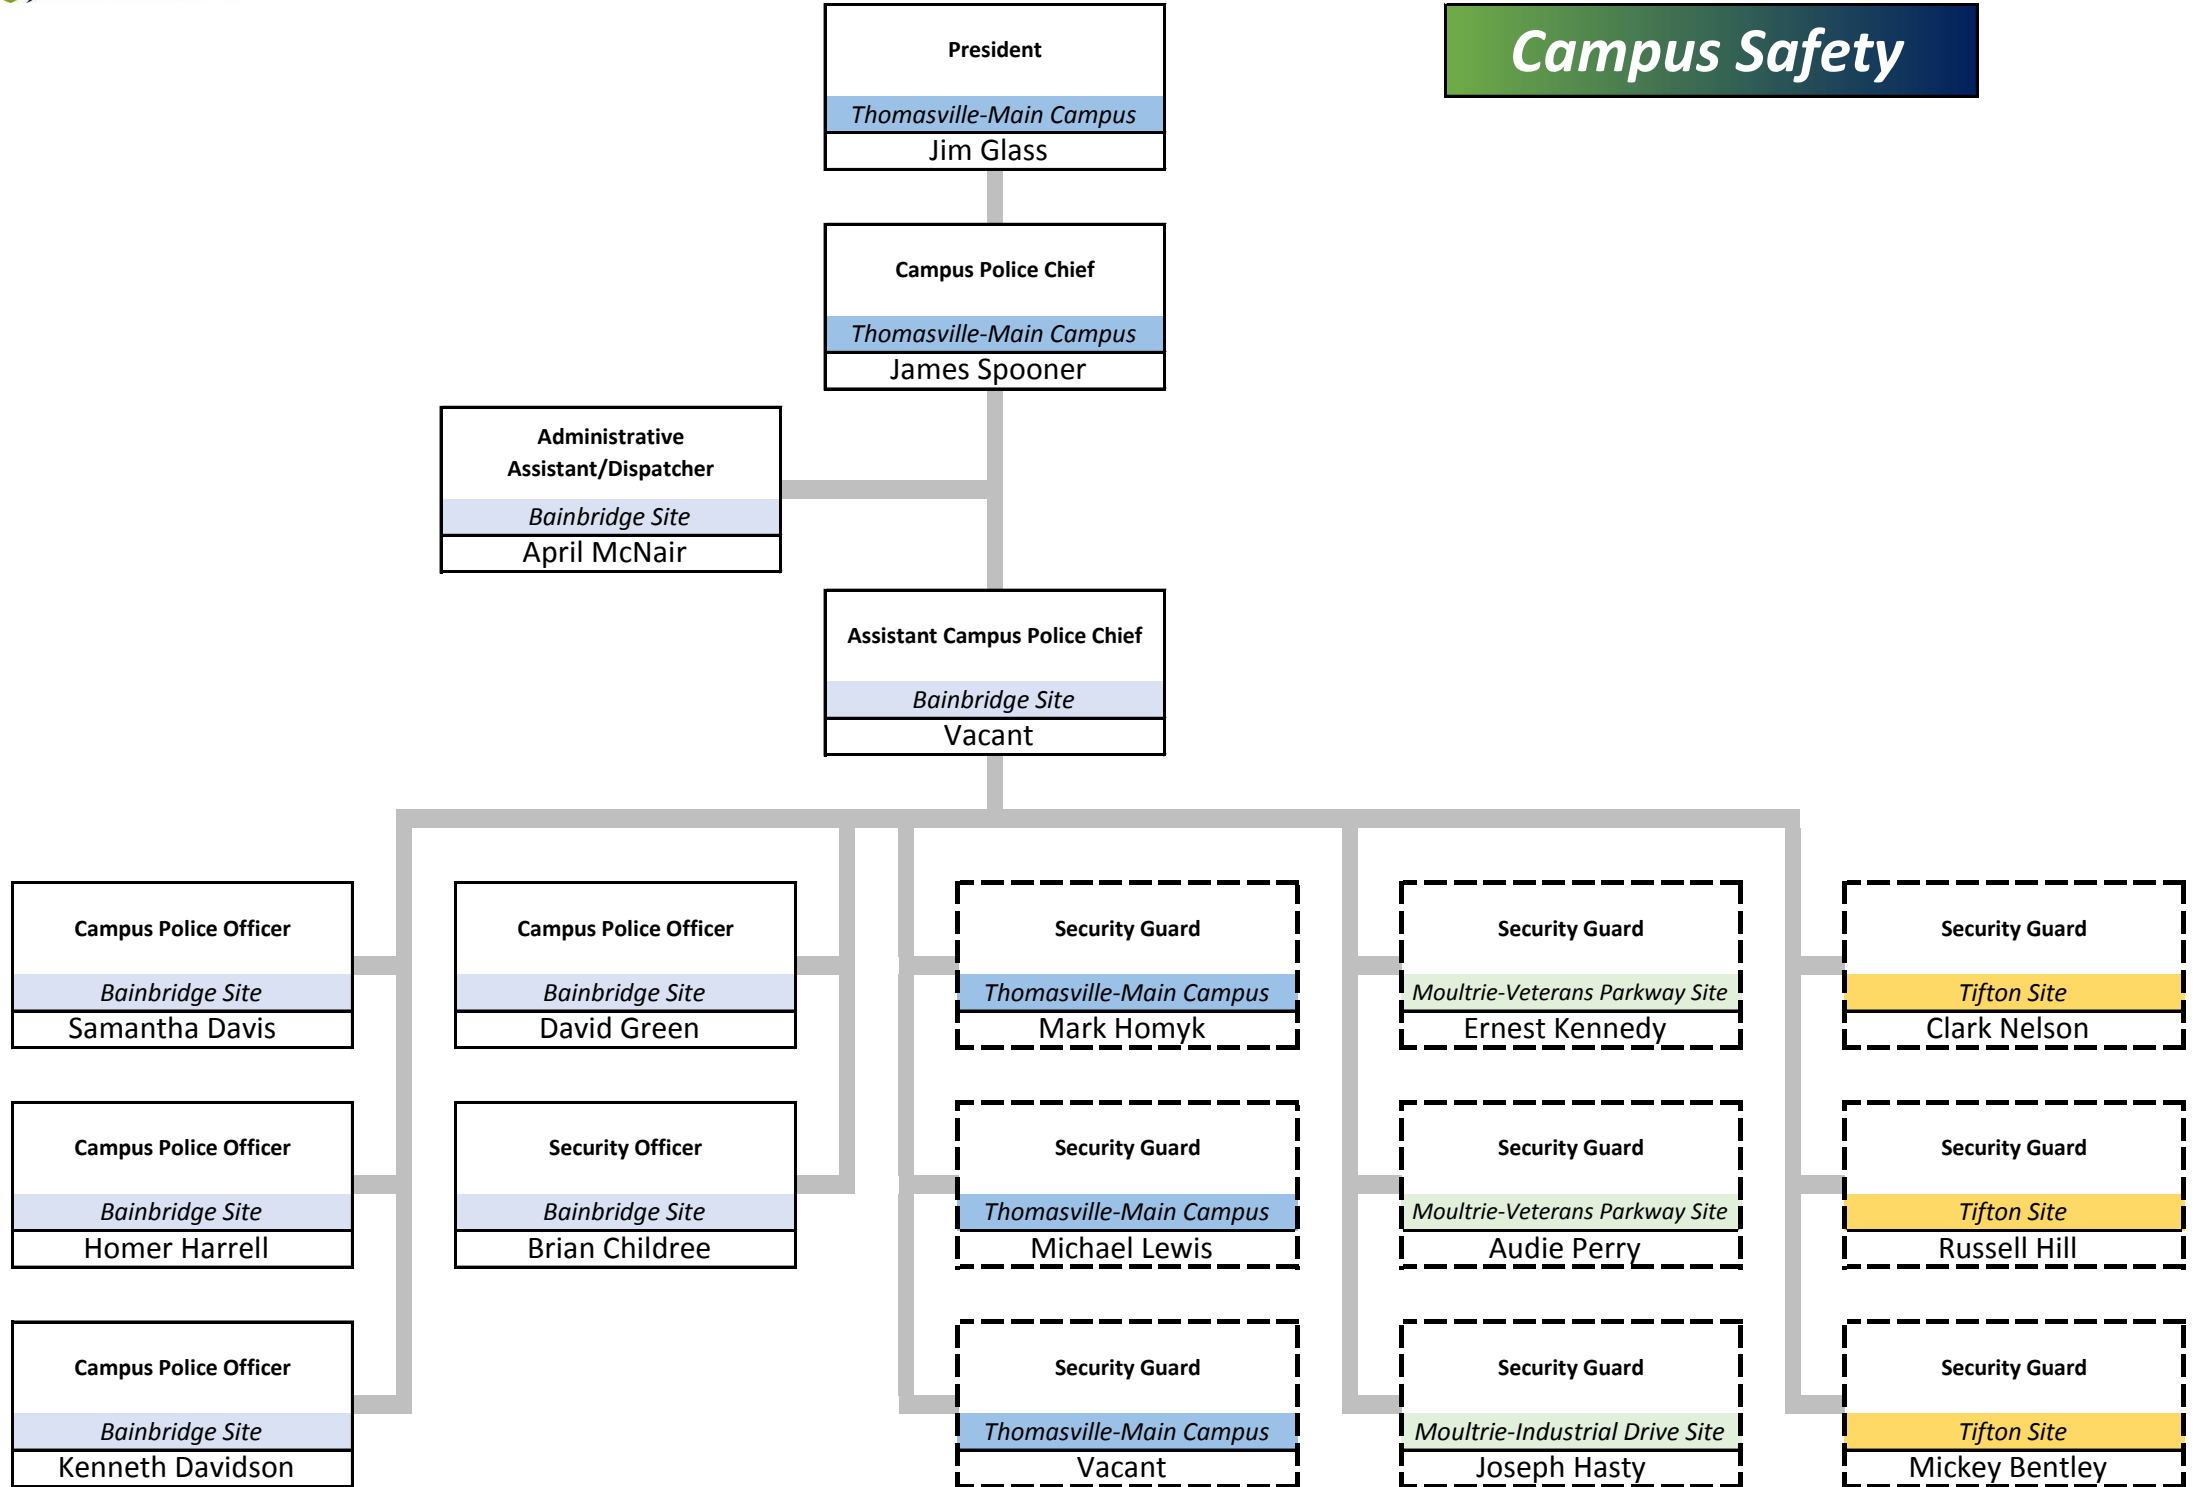 Campus Safety
President
Thomasville-Main Campus
Jim Glass
Campus Police Chief
Thomasville-Main Campus
James Spooner
Administrative
Assistant/Dispatcher
Bainbridge Site
April McNair
Assistant Campus Police Chief
Bainbridge Site
Vacant
Campus Police Officer
Bainbridge Site
Samantha Davis
Campus Police Officer
Bainbridge Site
David Green
Security Guard
Thomasville-Main Campus
Mark Homyk
Security Guard
Moultrie-Veterans Parkway Site
Ernest Kennedy
Security Guard
Tifton Site
Clark Nelson
Campus Police Officer
Bainbridge Site
Homer Harrell
Security Officer
Bainbridge Site
Brian Childree
Security Guard
Thomasville-Main Campus
Michael Lewis
Security Guard
Moultrie-Veterans Parkway Site
Audie Perry
Security Guard
Tifton Site
Russell Hill
Campus Police Officer
Bainbridge Site
Kenneth Davidson
Security Guard
Thomasville-Main Campus
Vacant
Security Guard
Moultrie-Industrial Drive Site
Joseph Hasty
Security Guard
Tifton Site
Mickey Bentley